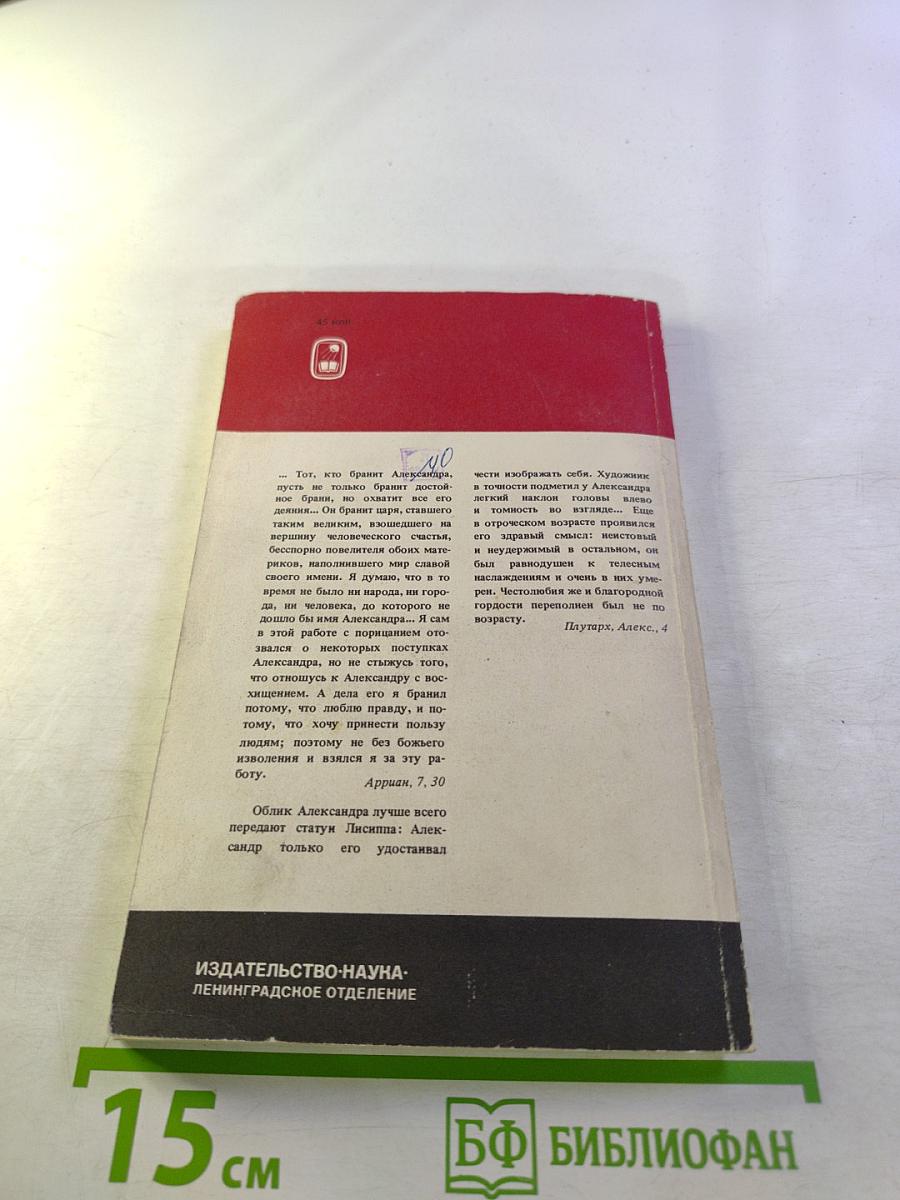 45 коп
40
... Тот, кто бранит Александра,
пусть не только бранит достой-
ное брани, но охватит все его
деяния... Он бранит царя, ставшего
таким великим, взошедшего на
вершину человеческого счастья,
бесспорно повелителя обоих мате-
риков, наполнившего мир славой
своего имени. Я думаю, что в то
время не было ни народа, ни горо-
да, ни человека, до которого не
дошло бы имя Александра... Я сам
в этой работе с порицанием ото-
звался о некоторых поступках
Александра, но не стыжусь того,
что отношусь к Александру с вос-
хищением. А дела его я бранил
потому, что люблю правду, и по-
тому, что хочу принести пользу
людям; поэтому не без божьего
изволения и взялся я за эту ра-
боту.
Арриан, 7, 30
Облик Александра лучше всего
передают статуи Лисиппа: Алек-
сандр только его удостаивал
чести изображать себя. Художник
в точности подметил у Александра
легкий наклон головы влево
и томность во взгляде... Еще
в отроческом возрасте проявился
его здравый смысл: неистовый
и неудержимый в остальном, он
был равнодушен к телесным
наслаждениям и очень в них уме-
рен. Честолюбия же и благородной
гордости переполнен был не по
возрасту.
Плутарх, Алекс., 4
ИЗДАТЕЛЬСТВО·НАУКА·
ЛЕНИНГРАДСКОЕ ОТДЕЛЕНИЕ
15 см
БФ БИБЛИОФАН